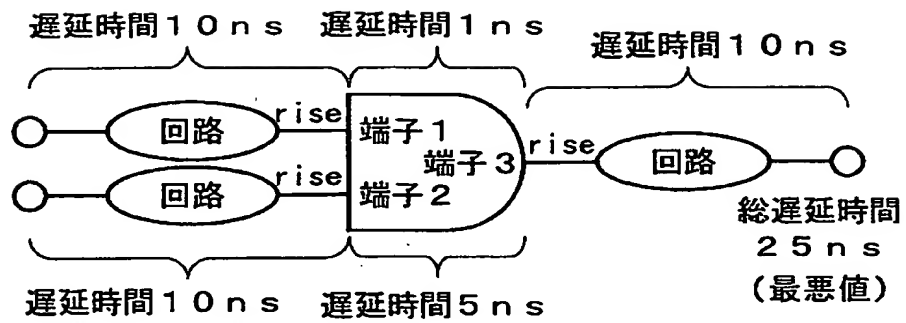 遅延時間10ns 遅延時間1ns
遅延時間10ns
回路 rise 端子1
端子3 rise 回路
回路 rise 端子2
総遅延時間
25ns
(最悪値)
遅延時間10ns 遅延時間5ns